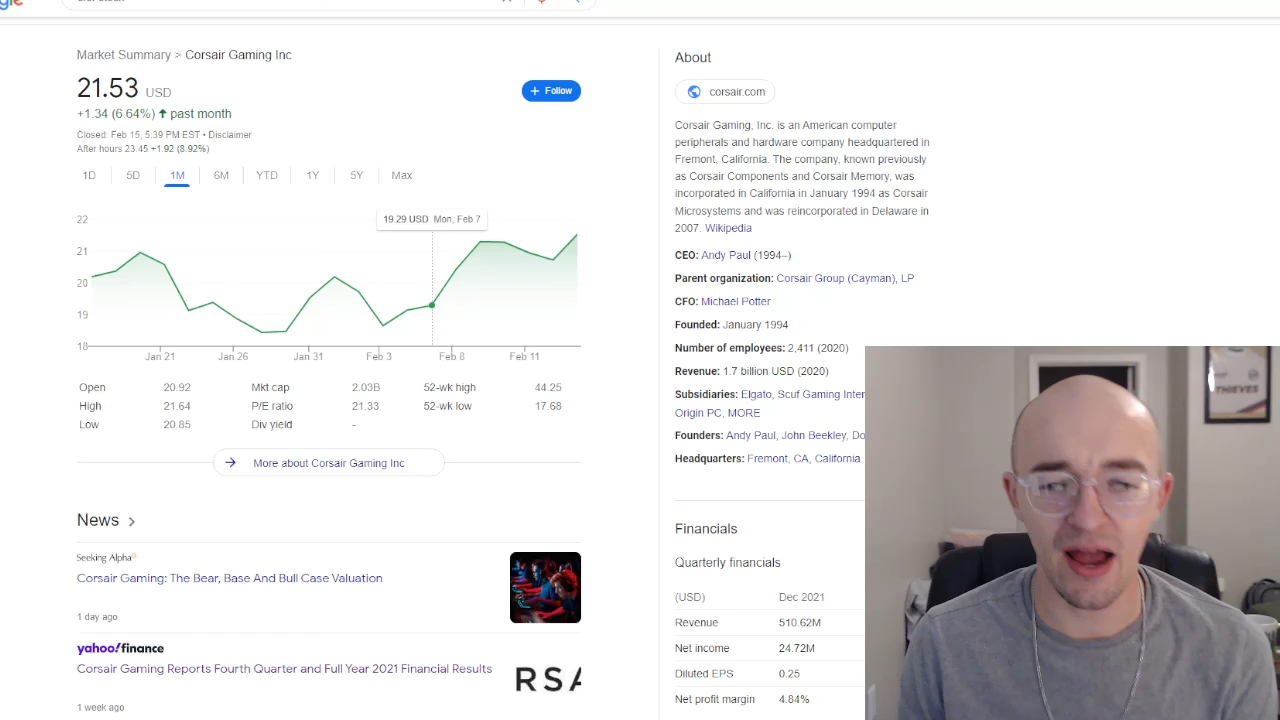 Market Summary > Corsair Gaming Inc
21.53 USD
+ Follow
+1.34 (6.64%) ↑ past month
Closed: Feb 15, 5:39 PM EST • Disclaimer
After hours 23.45 +1.92 (8.92%)
1D 5D 1M 6M YTD 1Y 5Y Max
19.29 USD Mon, Feb 7
22
21
20
19
18
Jan 21 Jan 26 Jan 31 Feb 3 Feb 8 Feb 11
Open 20.92 Mkt cap 2.03B 52-wk high 44.25
High 21.64 P/E ratio 21.33 52-wk low 17.68
Low 20.85 Div yield -
More about Corsair Gaming Inc
News >
Seeking Alpha
Corsair Gaming: The Bear, Base And Bull Case Valuation
1 day ago
yahoo!finance
Corsair Gaming Reports Fourth Quarter and Full Year 2021 Financial Results
RSA
1 week ago
About
corsair.com
Corsair Gaming, Inc. is an American computer
peripherals and hardware company headquartered in
Fremont, California. The company, known previously
as Corsair Components and Corsair Memory, was
incorporated in California in January 1994 as Corsair
Microsystems and was reincorporated in Delaware in
2007. Wikipedia
CEO: Andy Paul (1994–)
Parent organization: Corsair Group (Cayman), LP
CFO: Michael Potter
Founded: January 1994
Number of employees: 2,411 (2020)
Revenue: 1.7 billion USD (2020)
Subsidiaries: Elgato, Scuf Gaming Inter
Origin PC, MORE
Founders: Andy Paul, John Beekley, Do
Headquarters: Fremont, CA, California
Financials
Quarterly financials
(USD) Dec 2021
Revenue 510.62M
Net income 24.72M
Diluted EPS 0.25
Net profit margin 4.84%
THIEVES